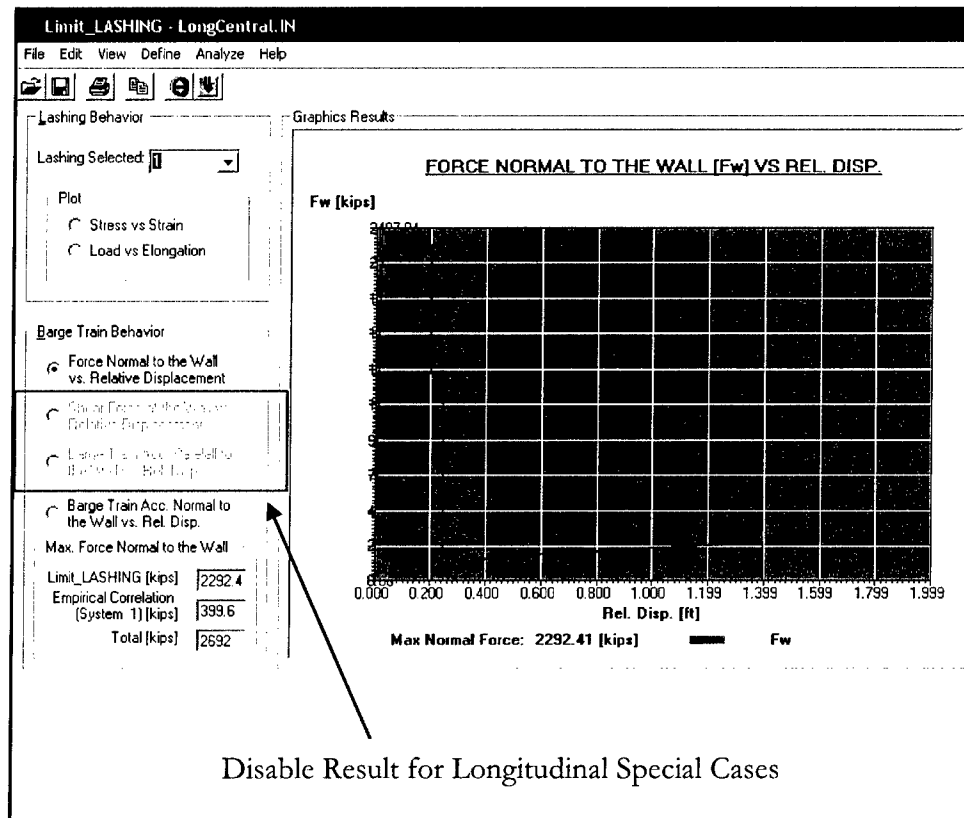 Limit_LASHING - LongCentral.IN
File Edit View Define Analyze Help
Lashing Behavior
Lashing Selected: 1
Plot
Stress vs Strain
Load vs Elongation
Barge Train Behavior
Force Normal to the Wall
vs. Relative Displacement
Relative Displacement
Barge Train Acc. Normal to
the Wall vs. Rel. Disp.
Max. Force Normal to the Wall
Limit_LASHING [kips] 2292.4
Empirical Correlation
(System 1) [kips] 399.6
Total [kips] 2692
Graphics Results
FORCE NORMAL TO THE WALL [Fw] VS REL. DISP.
Fw [kips]
0.000 0.200 0.400 0.600 0.800 1.000 1.199 1.399 1.599 1.799 1.999
Rel. Disp. [ft]
Max Normal Force: 2292.41 [kips] Fw
Disable Result for Longitudinal Special Cases